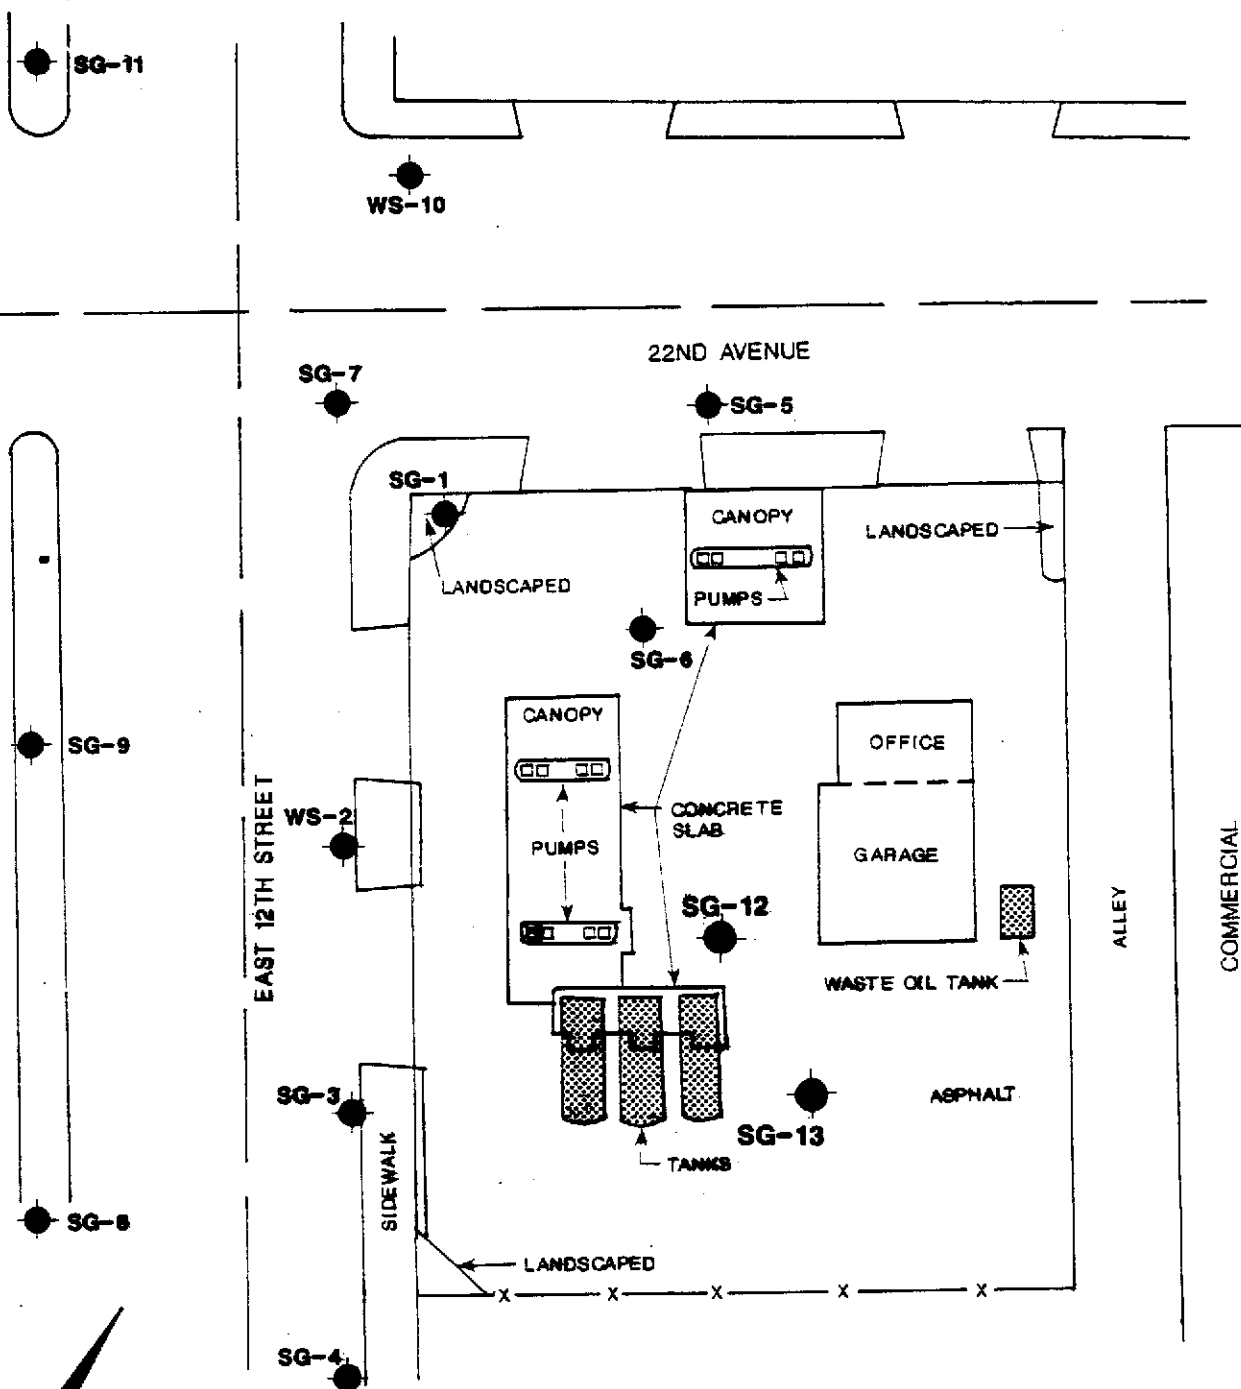 SG-11
WS-10
22ND AVENUE
SG-7
SG-5
SG-1
CANOPY
LANDSCAPED
LANDSCAPED
PUMPS
SG-6
CANOPY
OFFICE
SG-9
CONCRETE
SLAB
WS-2
PUMPS
GARAGE
EAST 12TH STREET
SG-12
ALLEY
COMMERCIAL
WASTE OIL TANK
SG-3
ASPHALT
SG-13
TANKS
SIDEWALK
SG-8
LANDSCAPED
X X X X X
SG-4